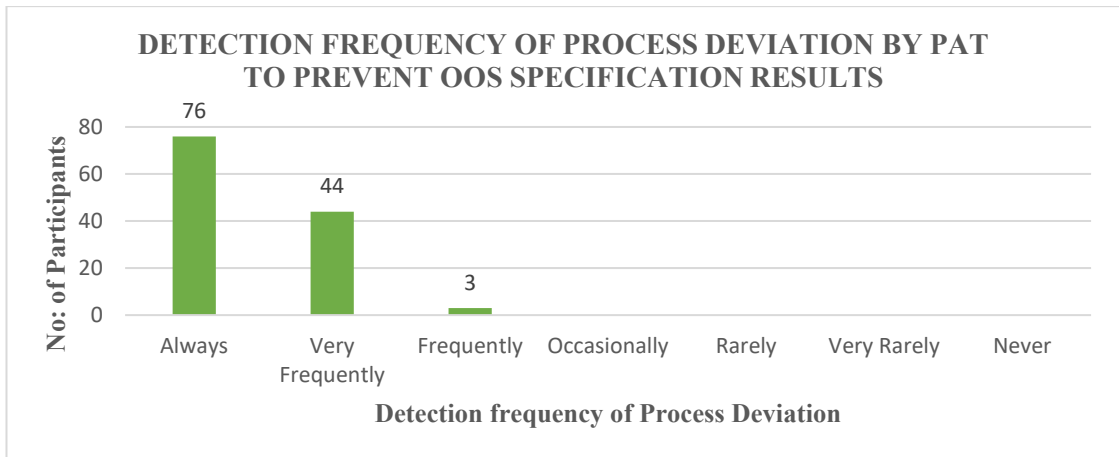 DETECTION FREQUENCY OF PROCESS DEVIATION BY PAT
TO PREVENT OOS SPECIFICATION RESULTS
No: of Participants
80
60
40
20
0
76
44
3
Always
Very
Frequently
Frequently
Occasionally
Rarely
Very Rarely
Never
Detection frequency of Process Deviation